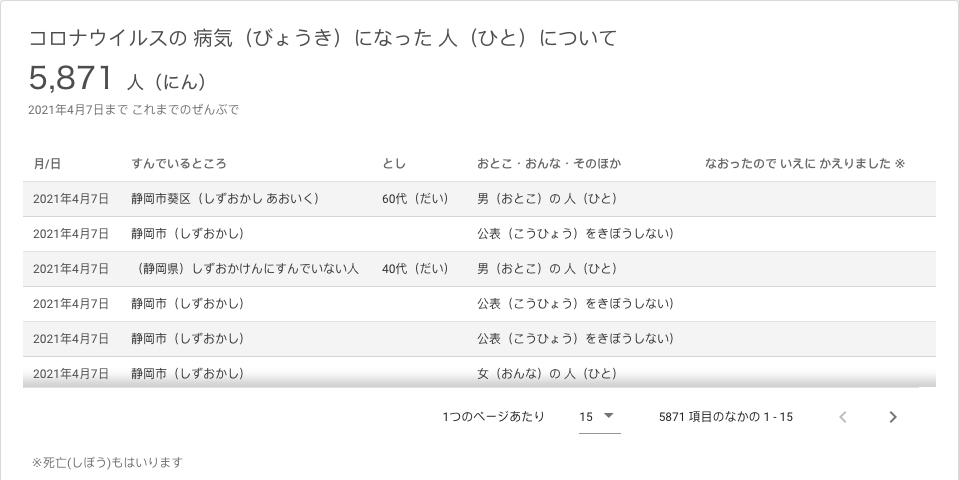 コロナウイルスの 病気（びょうき）になった 人（ひと）について
5,871 人（にん）
2021年4月7日まで これまでのぜんぶで
月/日 すんでいるところ とし おとこ・おんな・そのほか なおったので いえに かえりました ※
2021年4月7日 静岡市葵区（しずおかし あおいく） 60代（だい） 男（おとこ）の 人（ひと）
2021年4月7日 静岡市（しずおかし） 公表（こうひょう）をきぼうしない）
2021年4月7日 （静岡県）しずおかけんにすんでいない人 40代（だい） 男（おとこ）の 人（ひと）
2021年4月7日 静岡市（しずおかし） 公表（こうひょう）をきぼうしない）
2021年4月7日 静岡市（しずおかし） 公表（こうひょう）をきぼうしない）
2021年4月7日 静岡市（しずおかし） 女（おんな）の 人（ひと）
1つのページあたり 15 5871 項目のなかの 1 - 15
※死亡(しぼう)もはいります